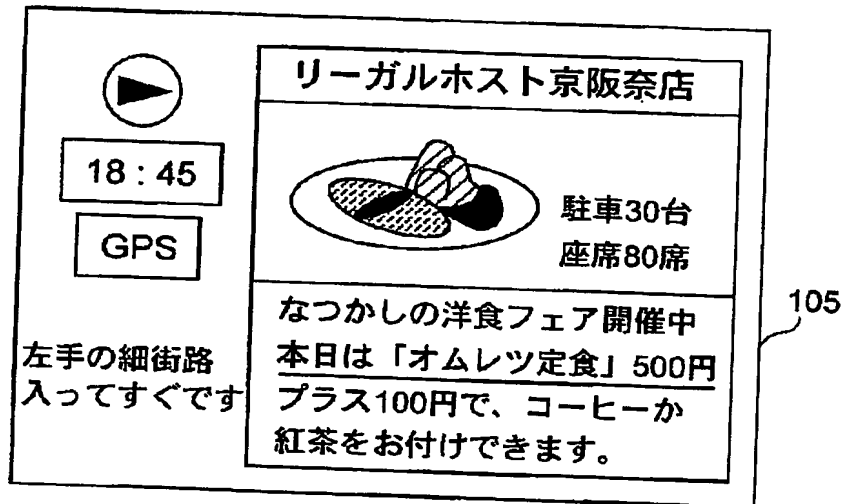 18：45
GPS
左手の細街路
入ってすぐです
リーガルホスト京阪奈店
駐車30台
座席80席
なつかしの洋食フェア開催中
本日は「オムレツ定食」500円
プラス100円で、コーヒーか
紅茶をお付けできます。
105